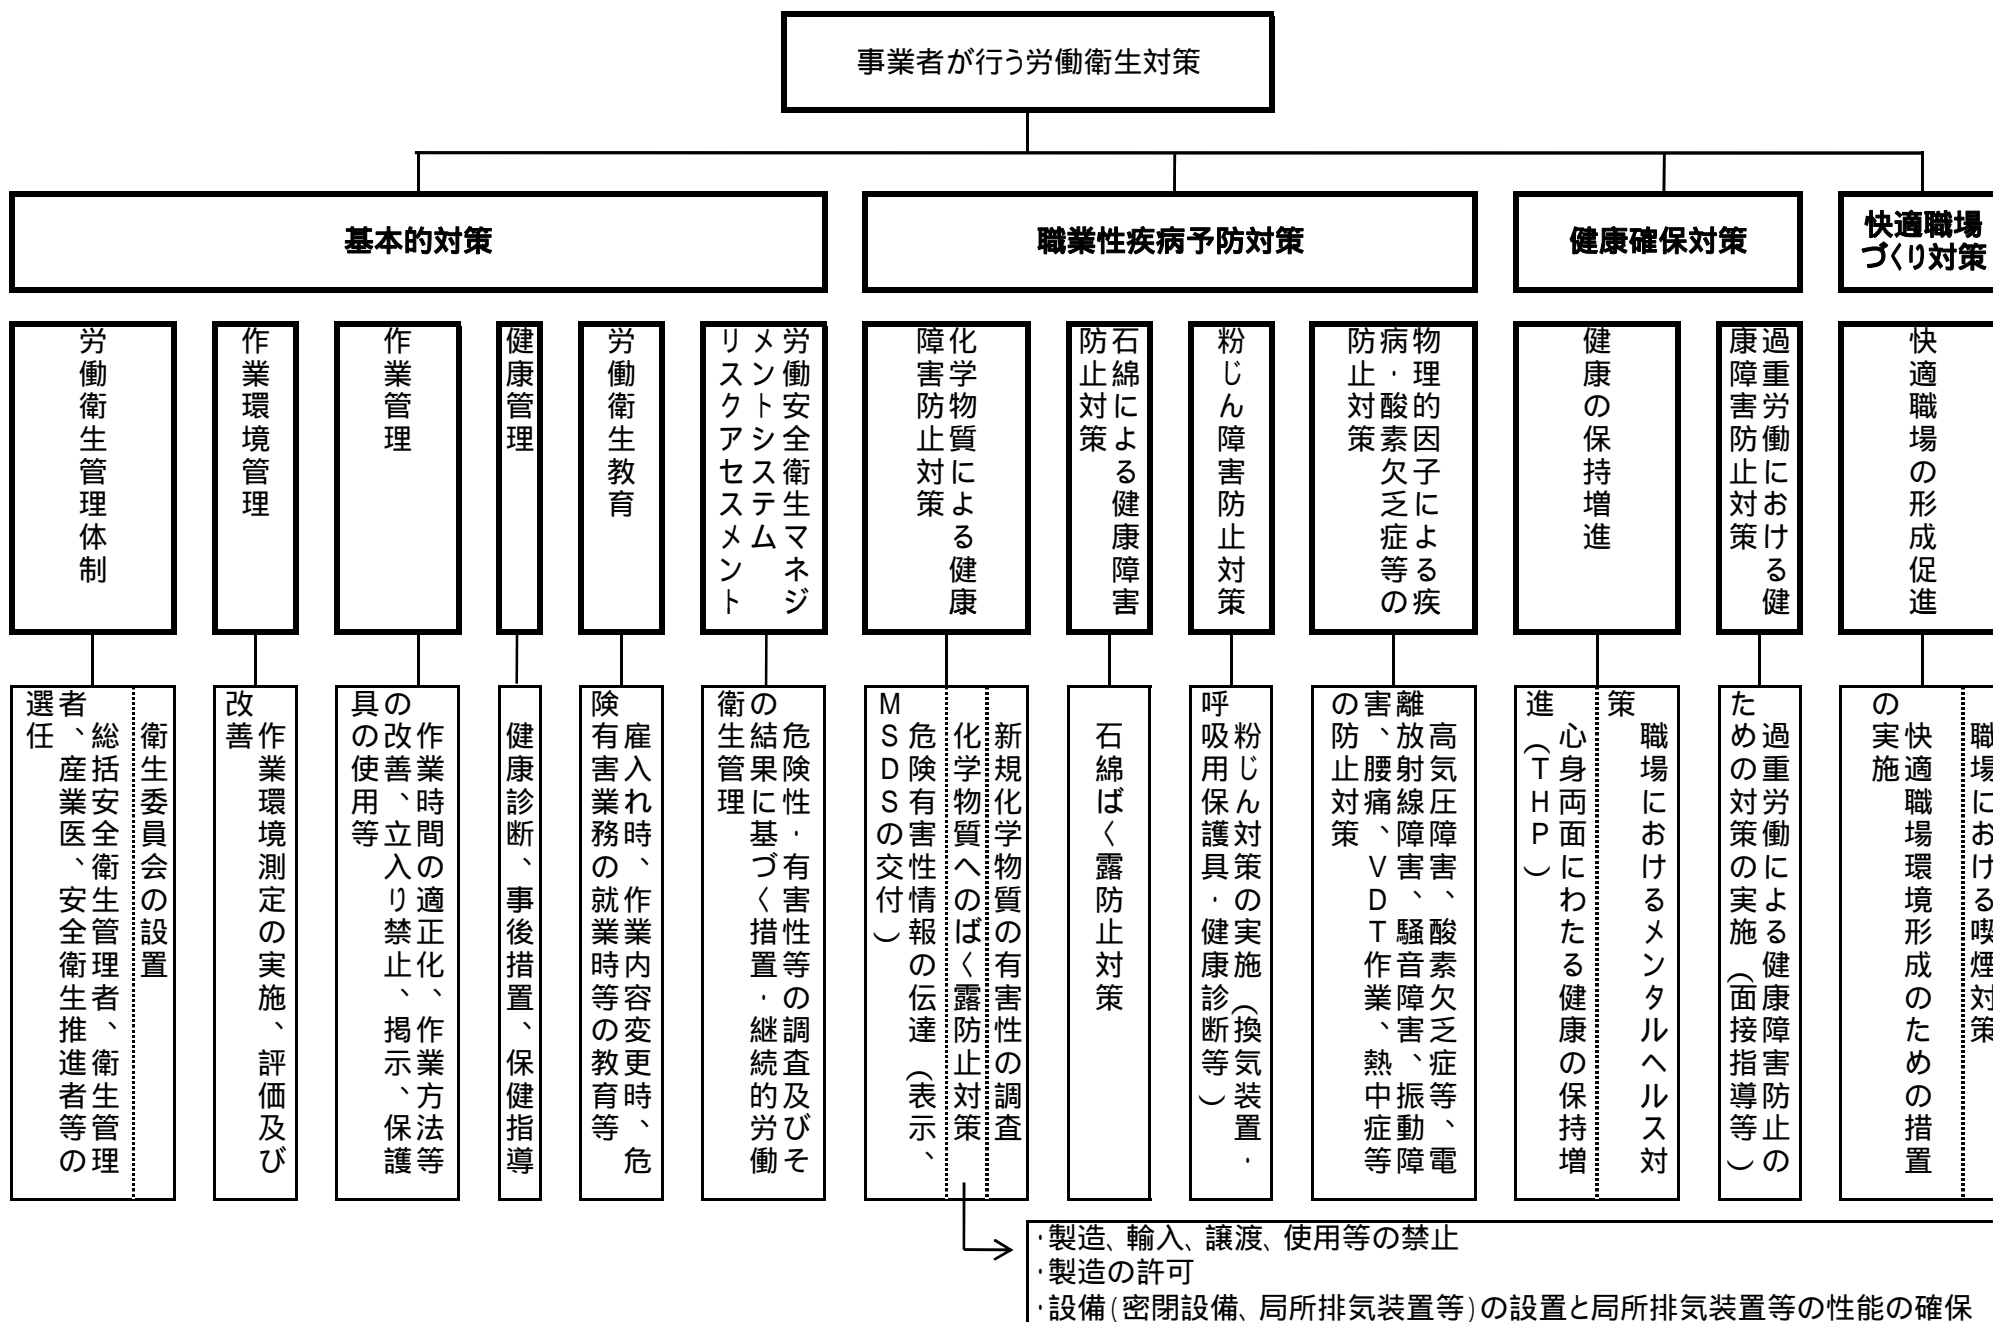 事業者が行う労働衛生対策
基本的対策
職業性疾病予防対策
健康確保対策
快適職場
づくり対策
労働衛生管理体制
作業環境管理
作業管理
健康管理
労働衛生教育
労働安全衛生マネジ
メントシステム
リスクアセスメント
化学物質による健康
障害防止対策
石綿による健康障害
防止対策
粉じん障害防止対策
物理的因子による疾
病・酸素欠乏症等の
防止対策
健康の保持増進
過重労働における健
康障害防止対策
快適職場の形成促進
衛生委員会の設置
総括安全衛生管理者、衛生管理
者、産業医、安全衛生推進者等の
選任
作業環境測定の実施、評価及び
改善
作業時間の適正化、作業方法等
の改善、立入り禁止、掲示、保護
具の使用等
健康診断、事後措置、保健指導
雇入れ時、作業内容変更時、危
険有害業務の就業時等の教育等
危険性・有害性等の調査及びそ
の結果に基づく措置・継続的労働
衛生管理
新規化学物質の有害性の調査
化学物質へのばく露防止対策
危険有害性情報の伝達（表示、
MSDSの交付）
石綿ばく露防止対策
粉じん対策の実施（換気装置・
呼吸用保護具・健康診断等）
高気圧障害、酸素欠乏症等、電
離放射線障害、騒音障害、振動障
害、腰痛、VDT作業、熱中症等
の防止対策
職場におけるメンタルヘルス対
策
心身両面にわたる健康の保持増
進（THP）
過重労働による健康障害防止の
ための対策の実施（面接指導等）
職場における喫煙対策
快適職場環境形成のための措置
の実施
・製造、輸入、譲渡、使用等の禁止
・製造の許可
・設備(密閉設備、局所排気装置等)の設置と局所排気装置等の性能の確保